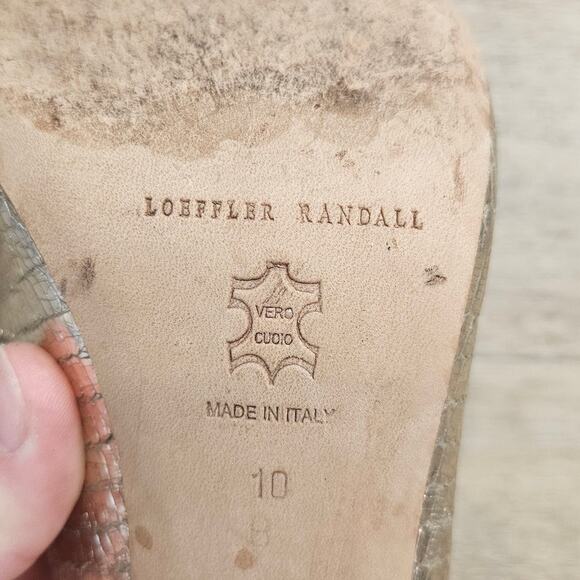 LOEFFLER RANDALL
VERO
CUOIO
MADE IN ITALY
10
B